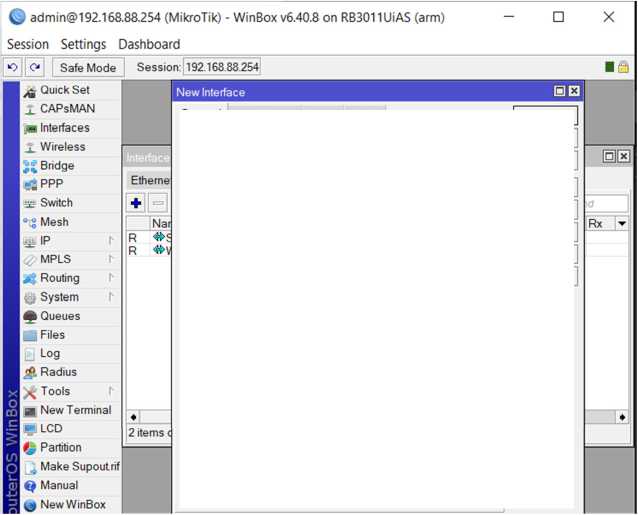 admin@192.168.88.254 (MikroTik) - WinBox v6.40.8 on RB3011UiAS (arm)
Session Settings Dashboard
Safe Mode Session: 192.168.88.254
Quick Set
CAPsMAN
Interfaces
Wireless
Bridge
PPP
Switch
Mesh
IP
MPLS
Routing
System
Queues
Files
Log
Radius
Tools
New Terminal
LCD
Partition
Make Supout.rif
Manual
New WinBox
outerOS WinBox
New Interface
Interface
Etherne
Na
Rx
R S
R
2 items